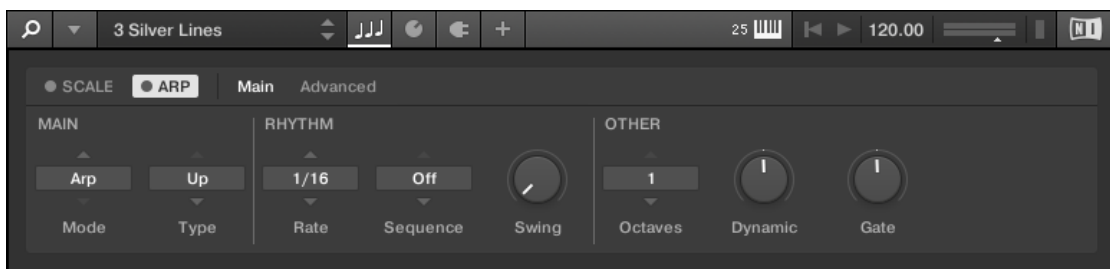 3 Silver Lines 25 120.00 NI
SCALE ARP Main Advanced
MAIN RHYTHM OTHER
Arp Up 1/16 Off 1
Mode Type Rate Sequence Swing Octaves Dynamic Gate